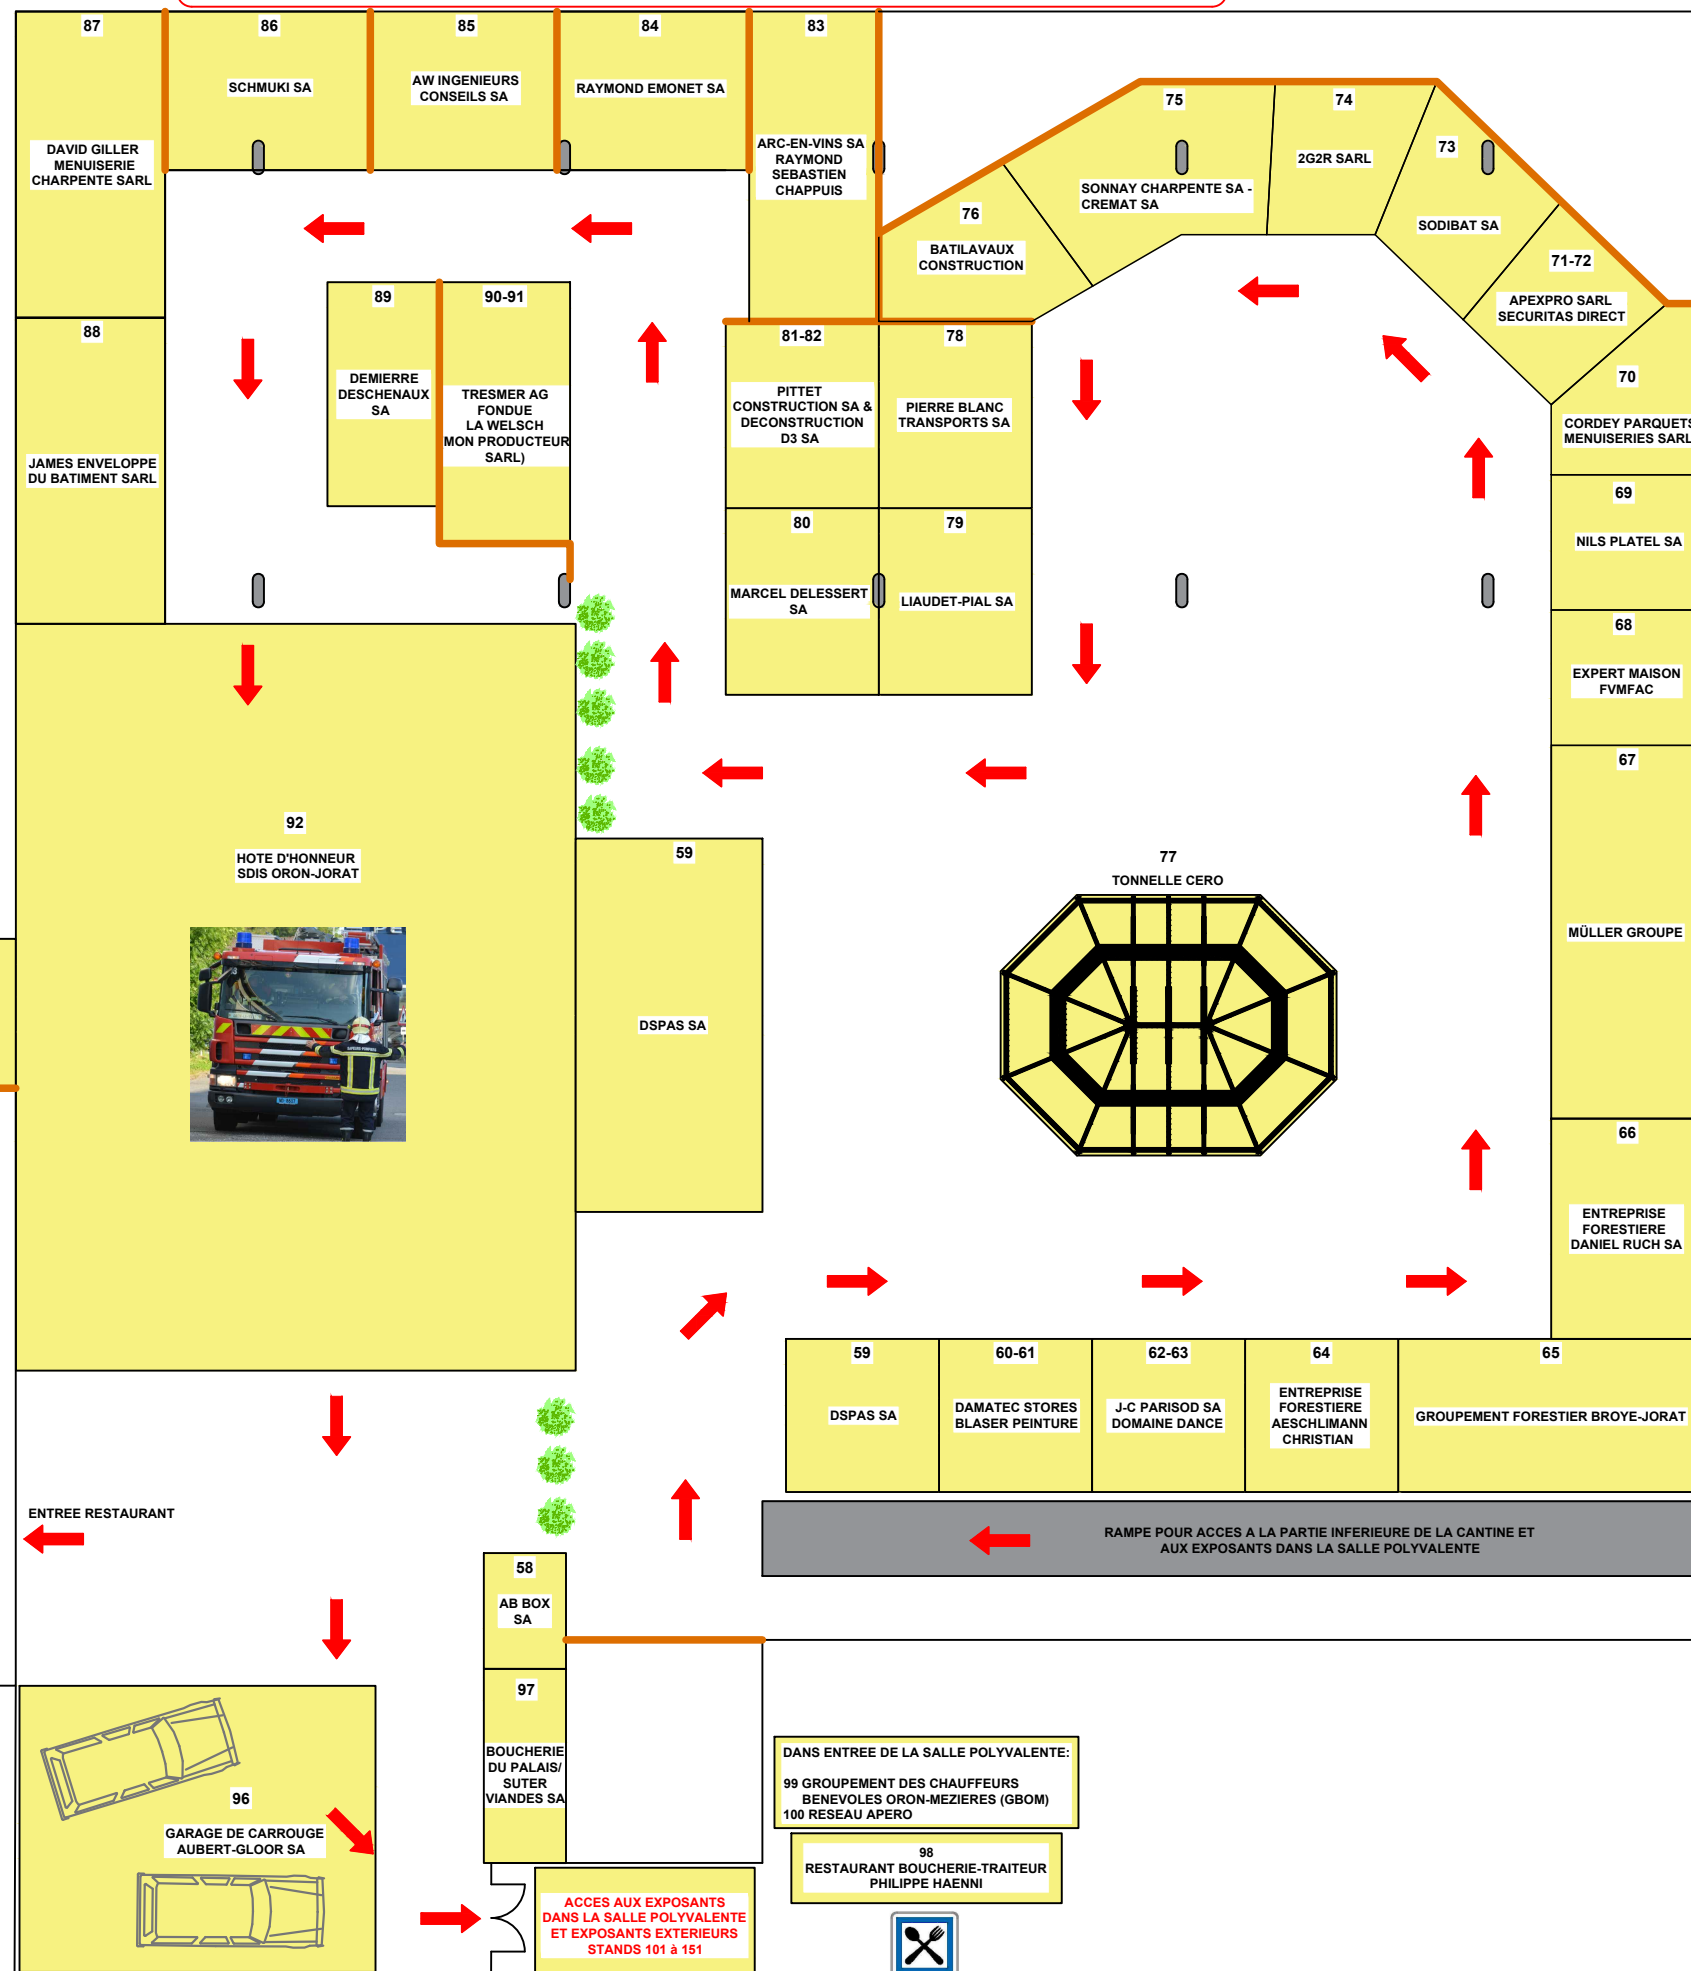 87
DAVID GILLER
MENUISERIE
CHARPENTE SARL
86
SCHMUKI SA
85
AW INGENIEURS
CONSEILS SA
84
RAYMOND EMONET SA
83
ARC-EN-VINS SA
RAYMOND
SEBASTIEN
CHAPPUIS
76
BATILAVAUX
CONSTRUCTION
75
SONNAY CHARPENTE SA -
CREMAT SA
74
2G2R SARL
73
SODIBAT SA
71-72
APEXPRO SARL
SECURITAS DIRECT
70
CORDEY PARQUETS
MENUISERIES SARL
88
JAMES ENVELOPPE
DU BATIMENT SARL
89
DEMIERRE
DESCHENAUX
SA
90-91
TRESMER AG
FONDUE
LA WELSCH
MON PRODUCTEUR
SARL)
81-82
PITTET
CONSTRUCTION SA &
DECONSTRUCTION
D3 SA
78
PIERRE BLANC
TRANSPORTS SA
80
MARCEL DELESSERT
SA
79
LIAUDET-PIAL SA
69
NILS PLATEL SA
68
EXPERT MAISON
FVMFAC
67
MÜLLER GROUPE
92
HOTE D'HONNEUR
SDIS ORON-JORAT
59
DSPAS SA
77
TONNELLE CERO
66
ENTREPRISE
FORESTIERE
DANIEL RUCH SA
59
DSPAS SA
60-61
DAMATEC STORES
BLASER PEINTURE
62-63
J-C PARISOD SA
DOMAINE DANCE
64
ENTREPRISE
FORESTIERE
AESCHLIMANN
CHRISTIAN
65
GROUPEMENT FORESTIER BROYE-JORAT
ENTREE RESTAURANT
RAMPE POUR ACCES A LA PARTIE INFERIEURE DE LA CANTINE ET
AUX EXPOSANTS DANS LA SALLE POLYVALENTE
58
AB BOX
SA
97
BOUCHERIE
DU PALAIS/
SUTER
VIANDES SA
96
GARAGE DE CARROUGE
AUBERT-GLOOR SA
DANS ENTREE DE LA SALLE POLYVALENTE:
99 GROUPEMENT DES CHAUFFEURS
BENEVOLES ORON-MEZIERES (GBOM)
100 RESEAU APERO
98
RESTAURANT BOUCHERIE-TRAITEUR
PHILIPPE HAENNI
ACCES AUX EXPOSANTS
DANS LA SALLE POLYVALENTE
ET EXPOSANTS EXTERIEURS
STANDS 101 à 151